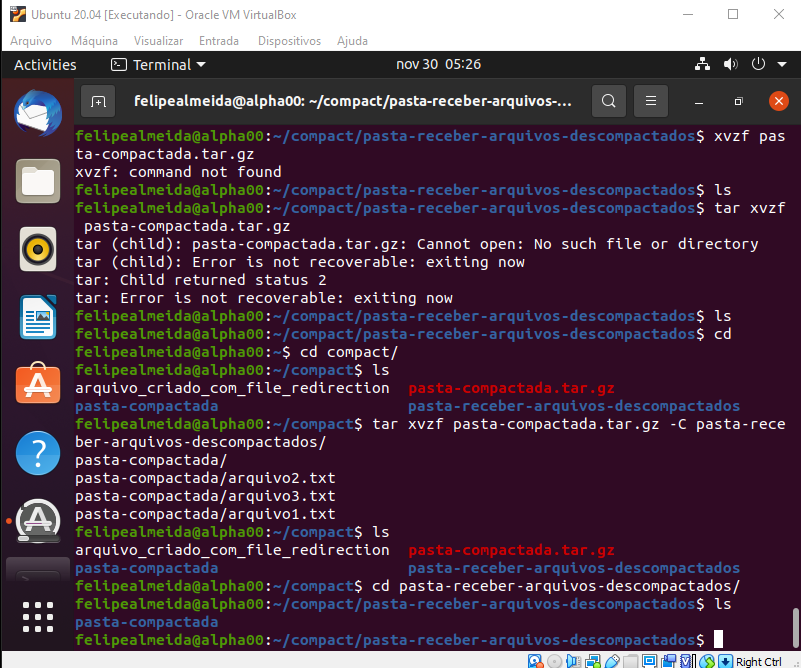 Ubuntu 20.04 [Executando] - Oracle VM VirtualBox
Arquivo Máquina Visualizar Entrada Dispositivos Ajuda
Activities Terminal nov 30 05:26
felipealmeida@alpha00: ~/compact/pasta-receber-arquivos-...
felipealmeida@alpha00:~/compact/pasta-receber-arquivos-descompactados$ xvzf pas
ta-compactada.tar.gz
xvzf: command not found
felipealmeida@alpha00:~/compact/pasta-receber-arquivos-descompactados$ ls
felipealmeida@alpha00:~/compact/pasta-receber-arquivos-descompactados$ tar xvzf
 pasta-compactada.tar.gz
tar (child): pasta-compactada.tar.gz: Cannot open: No such file or directory
tar (child): Error is not recoverable: exiting now
tar: Child returned status 2
tar: Error is not recoverable: exiting now
felipealmeida@alpha00:~/compact/pasta-receber-arquivos-descompactados$ ls
felipealmeida@alpha00:~/compact/pasta-receber-arquivos-descompactados$ cd
felipealmeida@alpha00:~$ cd compact/
felipealmeida@alpha00:~/compact$ ls
arquivo_criado_com_file_redirection  pasta-compactada.tar.gz
pasta-compactada                     pasta-receber-arquivos-descompactados
felipealmeida@alpha00:~/compact$ tar xvzf pasta-compactada.tar.gz -C pasta-rece
ber-arquivos-descompactados/
pasta-compactada/
pasta-compactada/arquivo2.txt
pasta-compactada/arquivo3.txt
pasta-compactada/arquivo1.txt
felipealmeida@alpha00:~/compact$ ls
arquivo_criado_com_file_redirection  pasta-compactada.tar.gz
pasta-compactada                     pasta-receber-arquivos-descompactados
felipealmeida@alpha00:~/compact$ cd pasta-receber-arquivos-descompactados/
felipealmeida@alpha00:~/compact/pasta-receber-arquivos-descompactados$ ls
pasta-compactada
felipealmeida@alpha00:~/compact/pasta-receber-arquivos-descompactados$
Right Ctrl